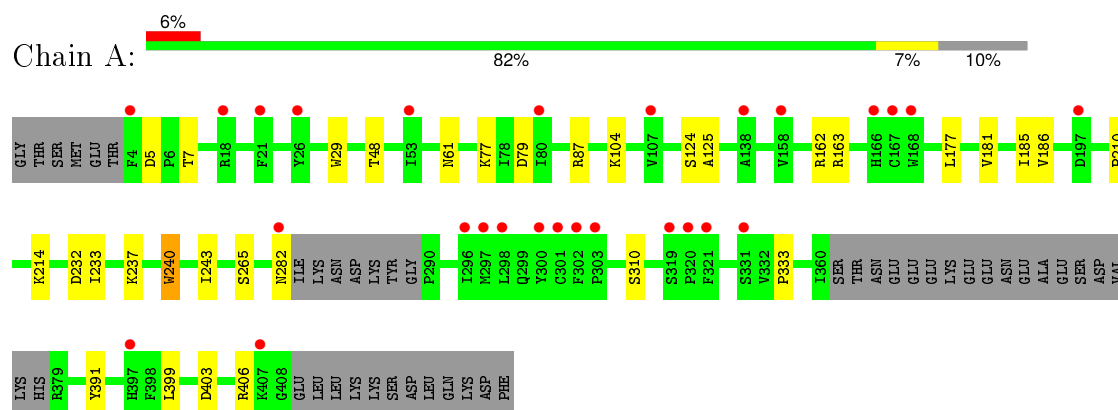 6%
Chain A:
82%
7%
10%
GLY THR SER MET GLU THR F4 D5 P6 T7 R18 F21 Y26 W29 T48 I53 N61 K77 I78 D79 I80 R87 K104 V107 S124 A125 A138 V158 R162 R163 H166 C167 W168 L177 V181 I185 V186 D197
K214 D232 I233 K237 W240 I243 S265 N282 ILE LYS ASN ASP LYS TYR GLY P290 I296 M297 L298 Q299 Y300 C301 F302 P303 S310 S319 P320 F321 S331 V332 P333 I360 SER THR ASN GLU GLU GLU LYS GLU GLU ASN GLU ALA GLU SER ASP
LYS HIS R379 Y391 H397 F398 L399 D403 R406 K407 G408 GLU LEU LEU LYS LYS SER ASP LEU GLN LYS ASP PHE